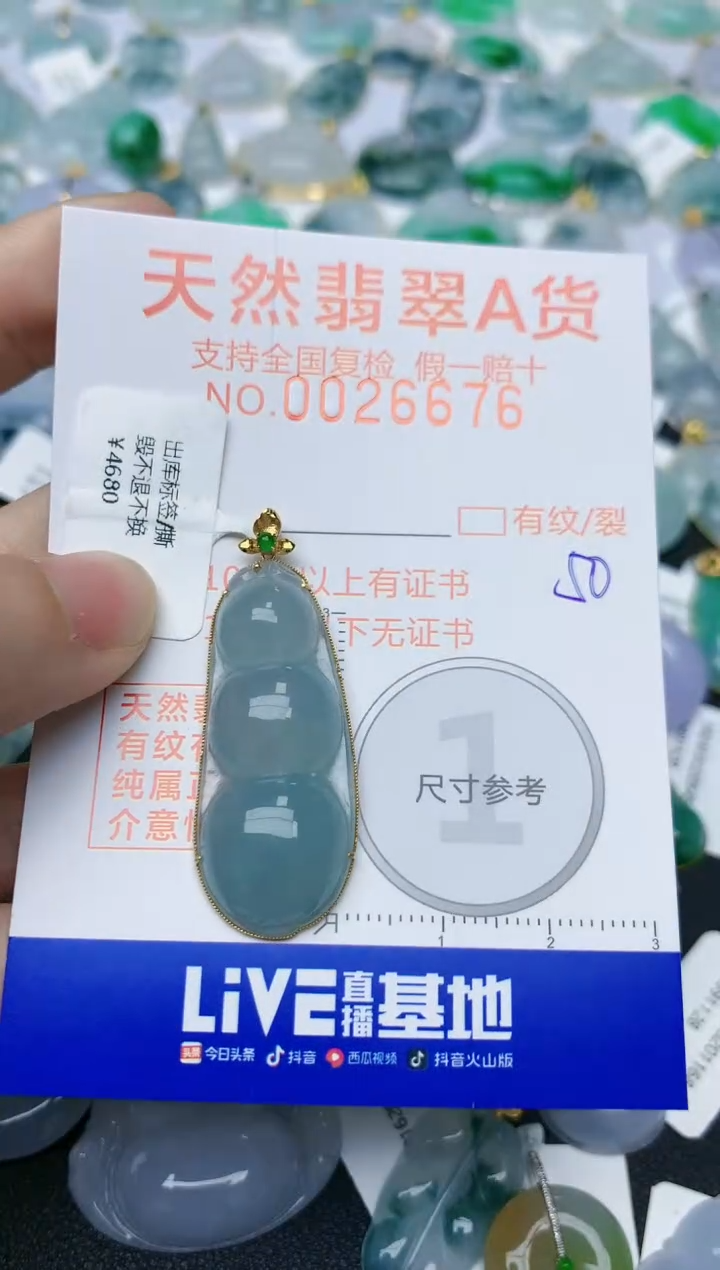 天然翡翠A货
支持全国复检 假一赔十
NO.0026676
出库标签/撕
毁不退不换
¥4680
有纹/裂
以上有证书
下无证书
天然
有纹
纯属
介意
1
尺寸参考
1 2 3
LiVE直播基地
头条 今日头条 抖音 西瓜视频 抖音火山版